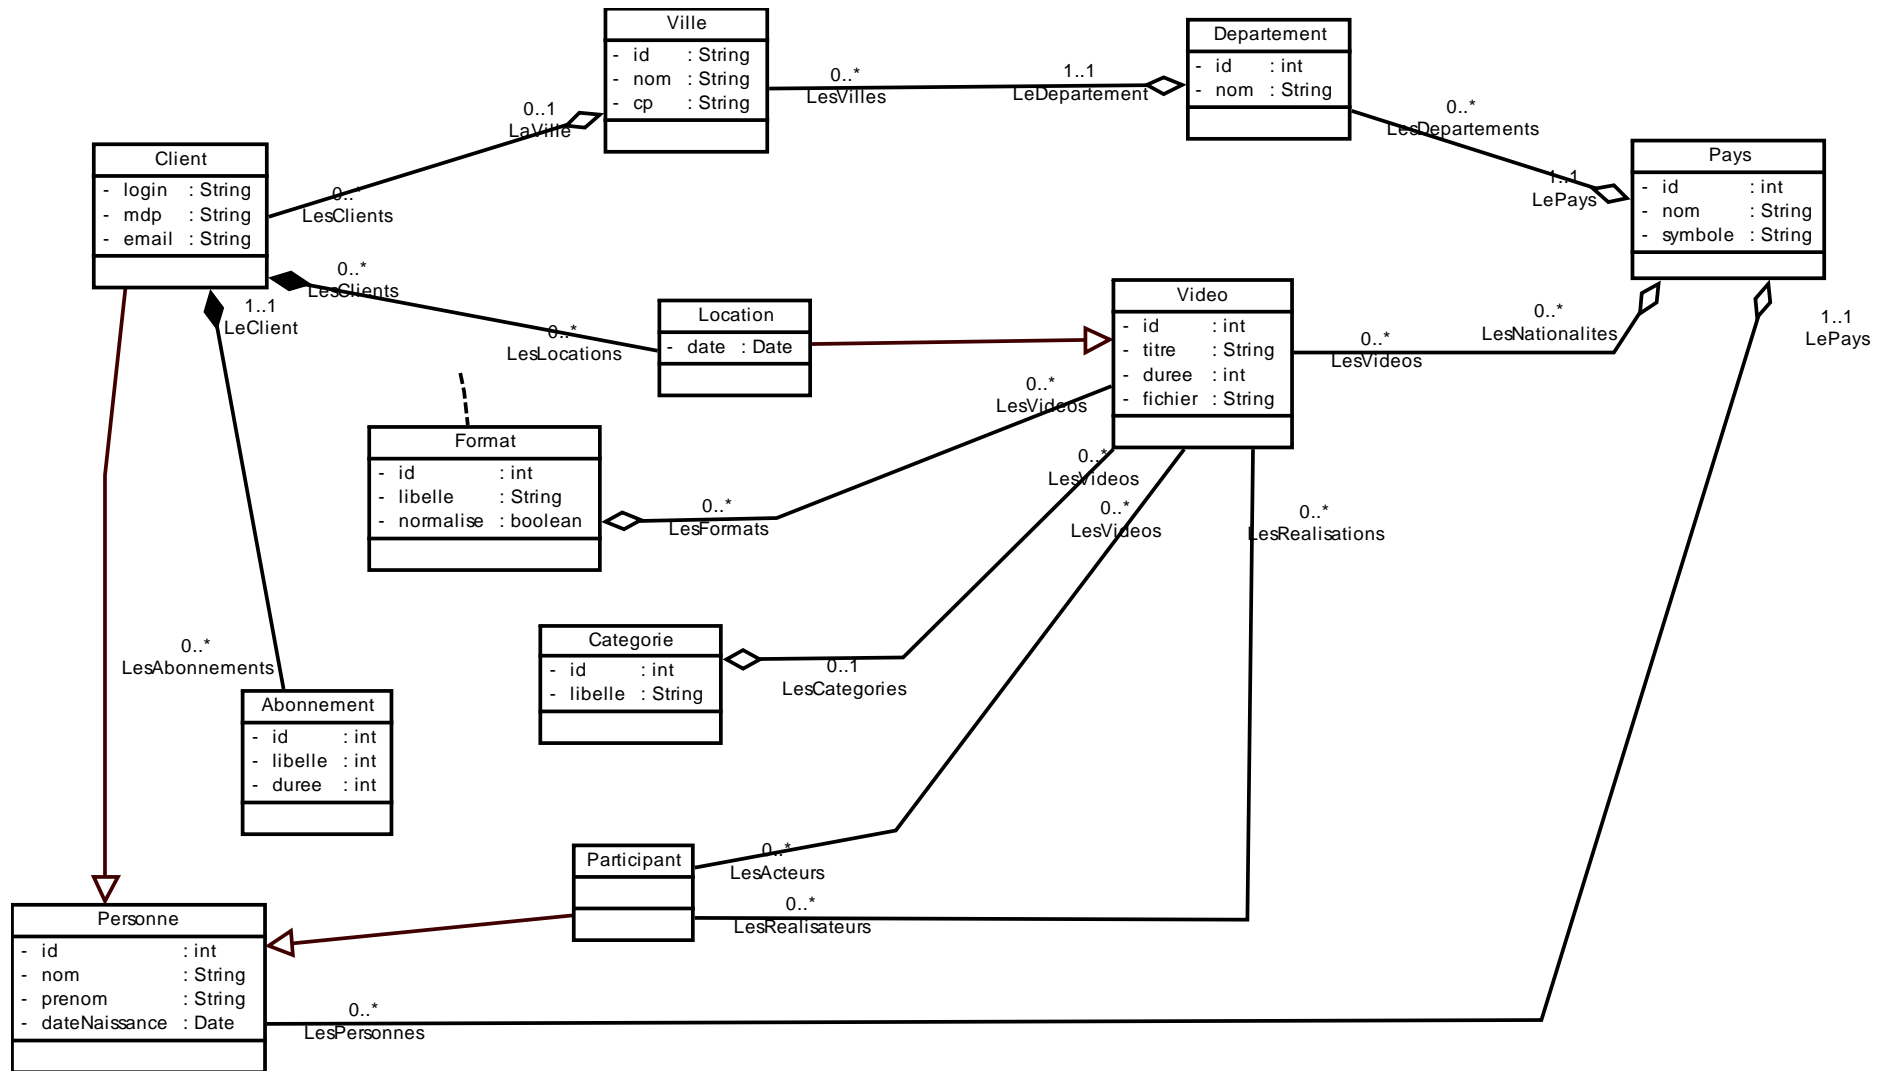 Ville
- id : String
- nom : String
- cp : String
Departement
- id : int
- nom : String
0..*
LesVilles
1..1
LeDepartement
0..1
LaVille
0..*
LesDepartements
Client
- login : String
- mdp : String
- email : String
0..*
LesClients
1..1
LePays
Pays
- id : int
- nom : String
- symbole : String
0..*
LesClients
1..1
LeClient
0..*
LesLocations
Location
- date : Date
Video
- id : int
- titre : String
- duree : int
- fichier : String
0..*
LesVideos
0..*
LesNationalites
1..1
LePays
0..*
LesVideos
Format
- id : int
- libelle : String
- normalise : boolean
0..*
LesFormats
0..*
LesVideos
0..*
LesVideos
0..*
LesRealisations
Categorie
- id : int
- libelle : String
0..1
LesCategories
0..*
LesAbonnements
Abonnement
- id : int
- libelle : int
- duree : int
Participant
0..*
LesActeurs
0..*
LesRealisateurs
Personne
- id : int
- nom : String
- prenom : String
- dateNaissance : Date
0..*
LesPersonnes